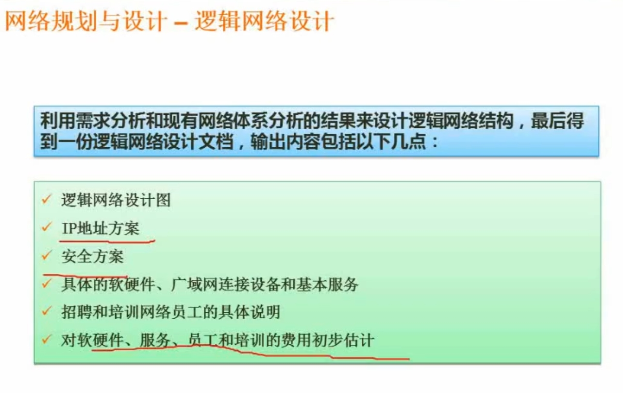 网络规划与设计 – 逻辑网络设计
利用需求分析和现有网络体系分析的结果来设计逻辑网络结构，最后得
到一份逻辑网络设计文档，输出内容包括以下几点：
✓ 逻辑网络设计图
✓ IP地址方案
✓ 安全方案
✓ 具体的软硬件、广域网连接设备和基本服务
✓ 招聘和培训网络员工的具体说明
✓ 对软硬件、服务、员工和培训的费用初步估计